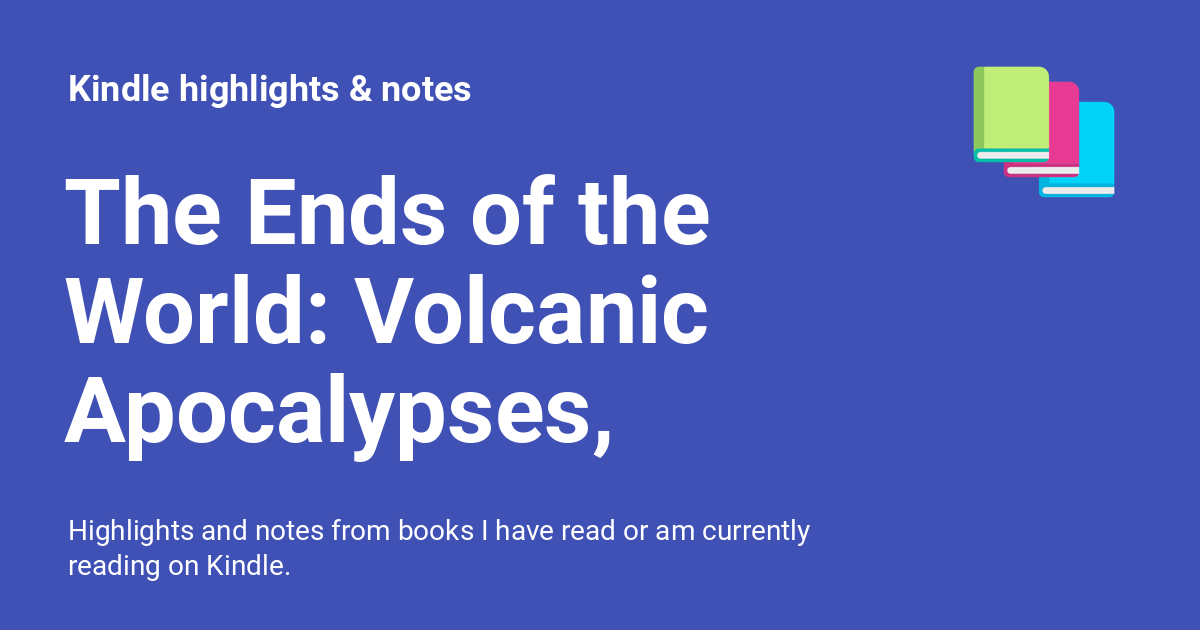 Kindle highlights & notes
The Ends of the
World: Volcanic
Apocalypses,
Highlights and notes from books I have read or am currently
reading on Kindle.